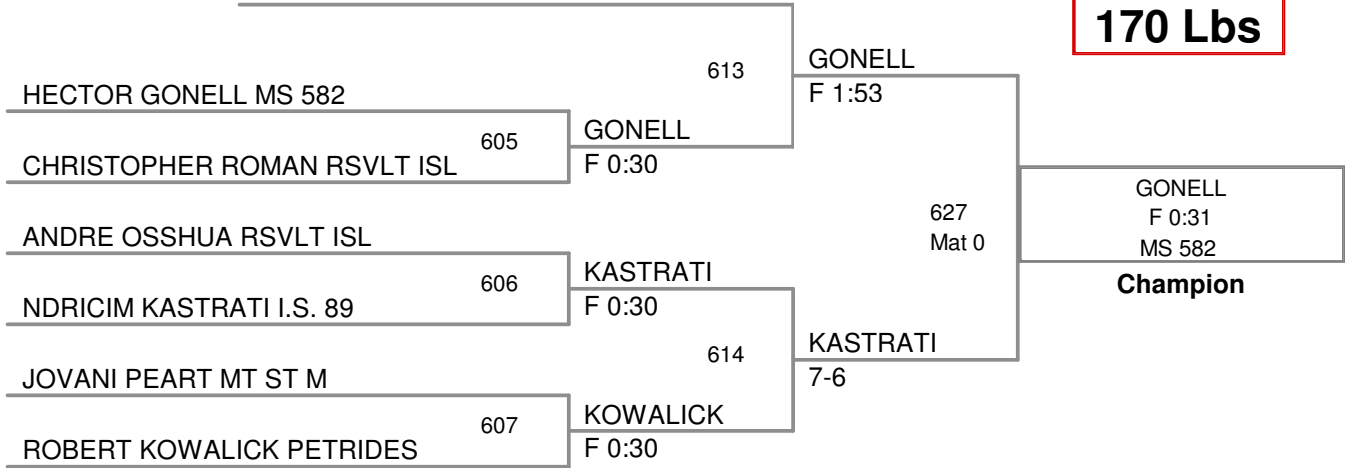 170 Lbs
613
GONELL
F 1:53
HECTOR GONELL MS 582
605
GONELL
F 0:30
CHRISTOPHER ROMAN RSVLT ISL
627
Mat 0
GONELL
F 0:31
MS 582
Champion
ANDRE OSSHUA RSVLT ISL
606
KASTRATI
F 0:30
NDRICIM KASTRATI I.S. 89
614
KASTRATI
7-6
JOVANI PEART MT ST M
607
KOWALICK
F 0:30
ROBERT KOWALICK PETRIDES